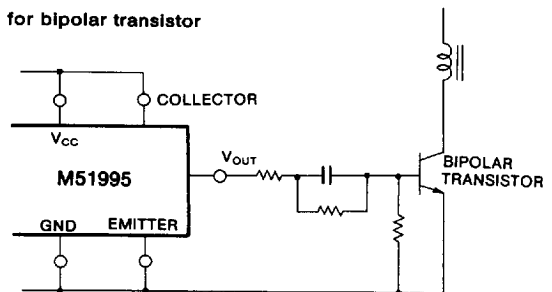 for bipolar transistor
COLLECTOR
VCC
M51995
VOUT
BIPOLAR
TRANSISTOR
GND
EMITTER